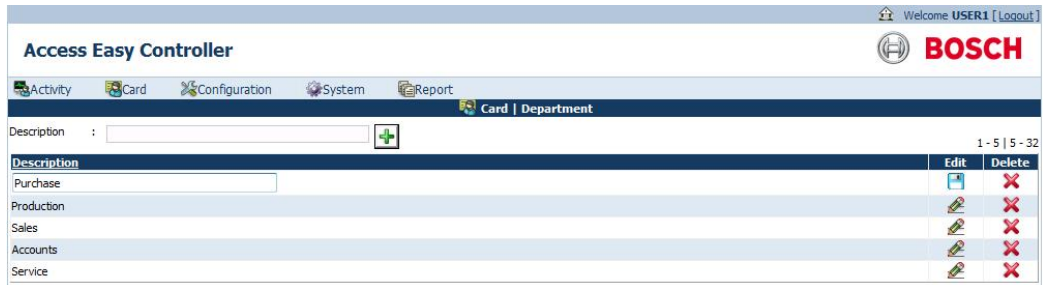 Welcome USER1 [ Logout ]
Access Easy Controller
BOSCH
Activity Card Configuration System Report
Card | Department
Description :
1 - 5 | 5 - 32
Description Edit Delete
Purchase
Production
Sales
Accounts
Service